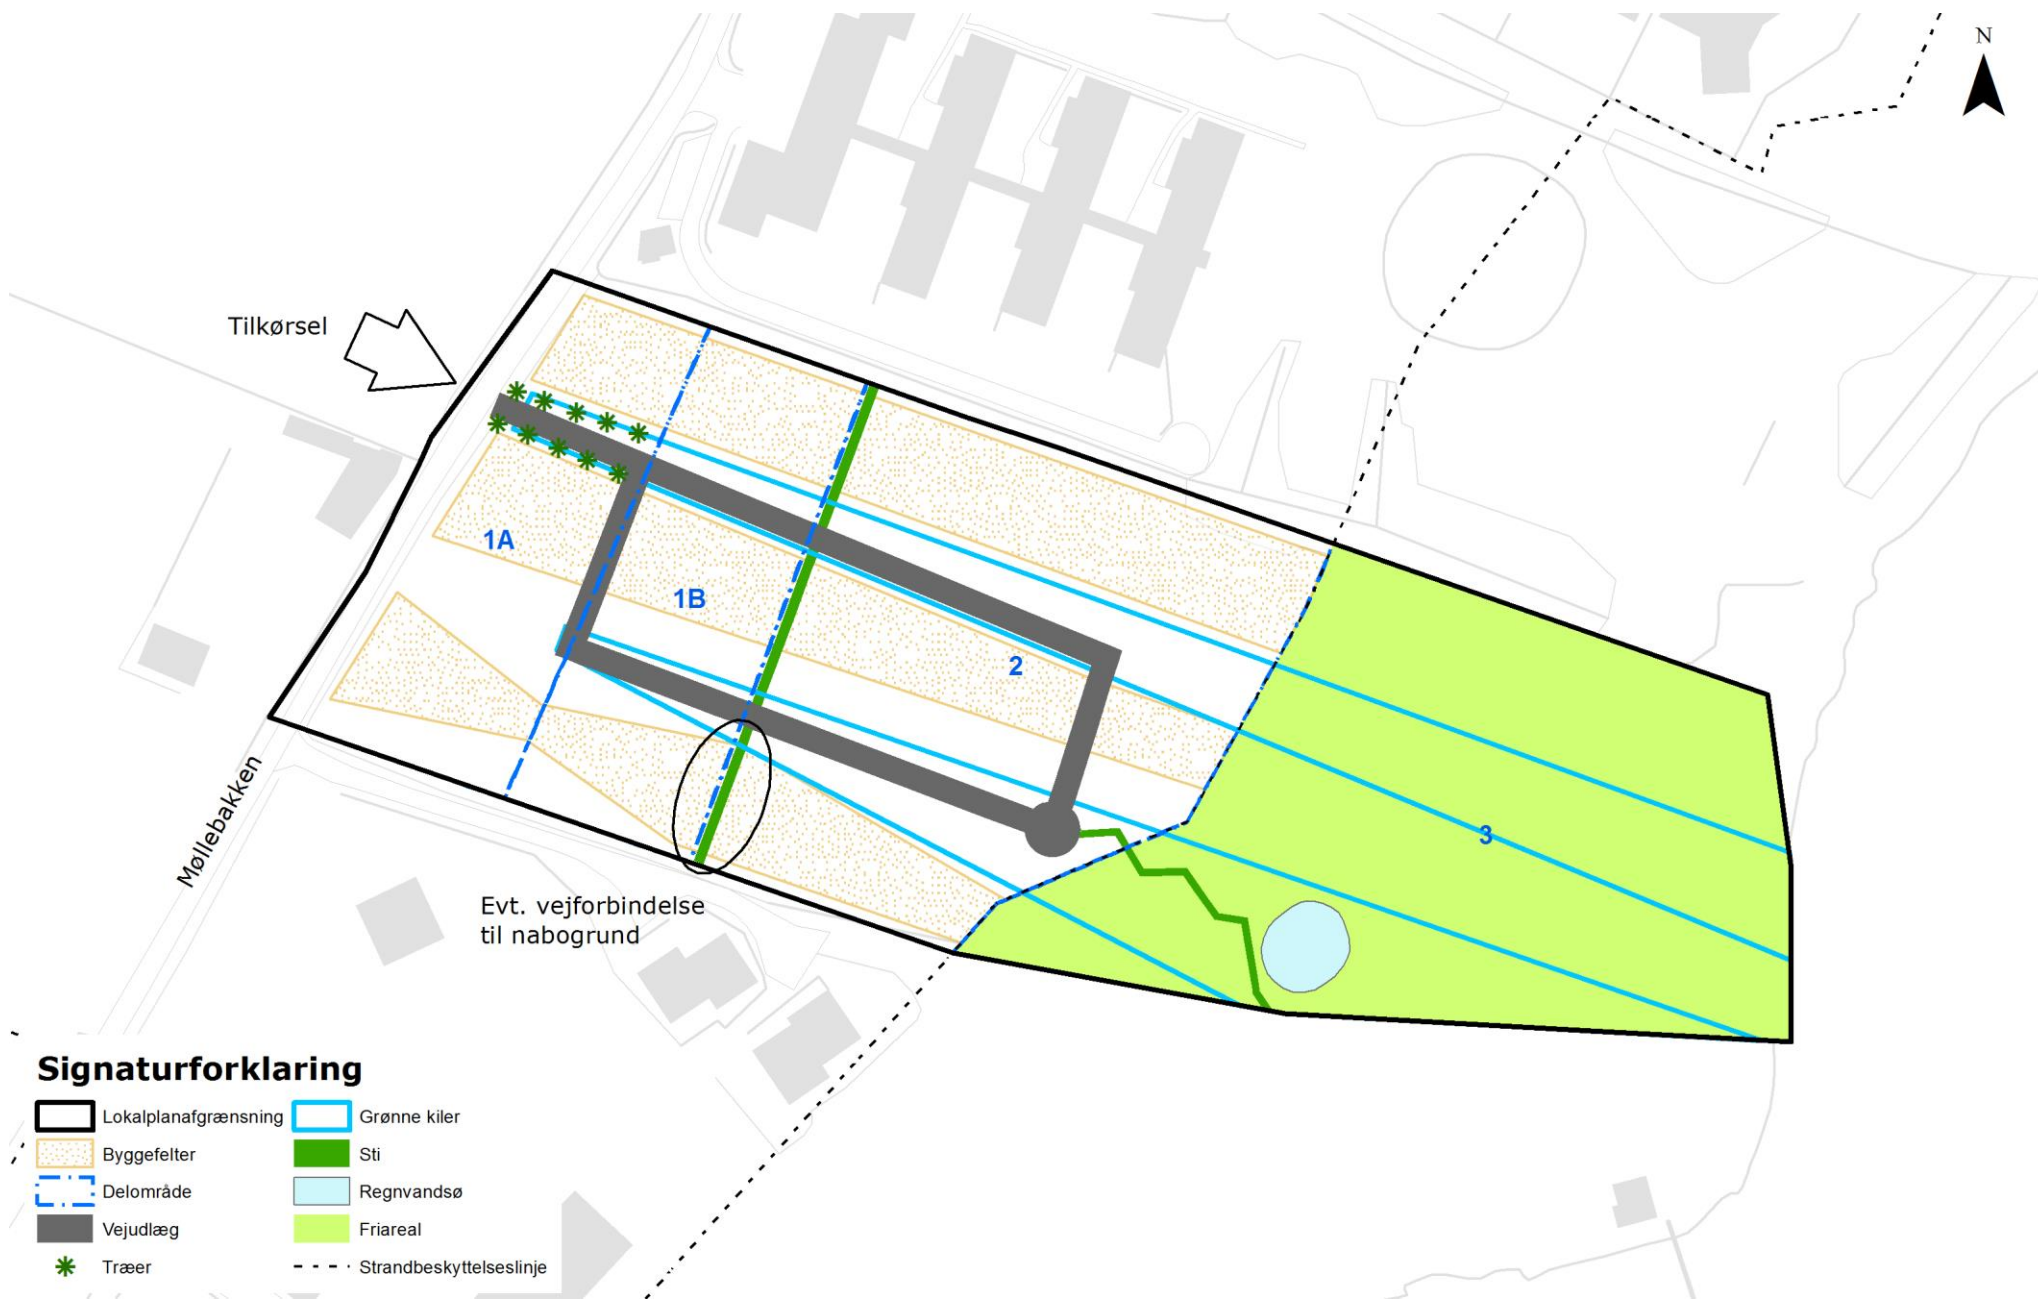 N
Tilkørsel
1A
1B
2
3
Møllebakken
Evt. vejforbindelse
til nabogrund
Signaturforklaring
Lokalplanafgrænsning
Grønne kiler
Byggefelter
Sti
Delområde
Regnvandsø
Vejudlæg
Friareal
Træer
Strandbeskyttelseslinje